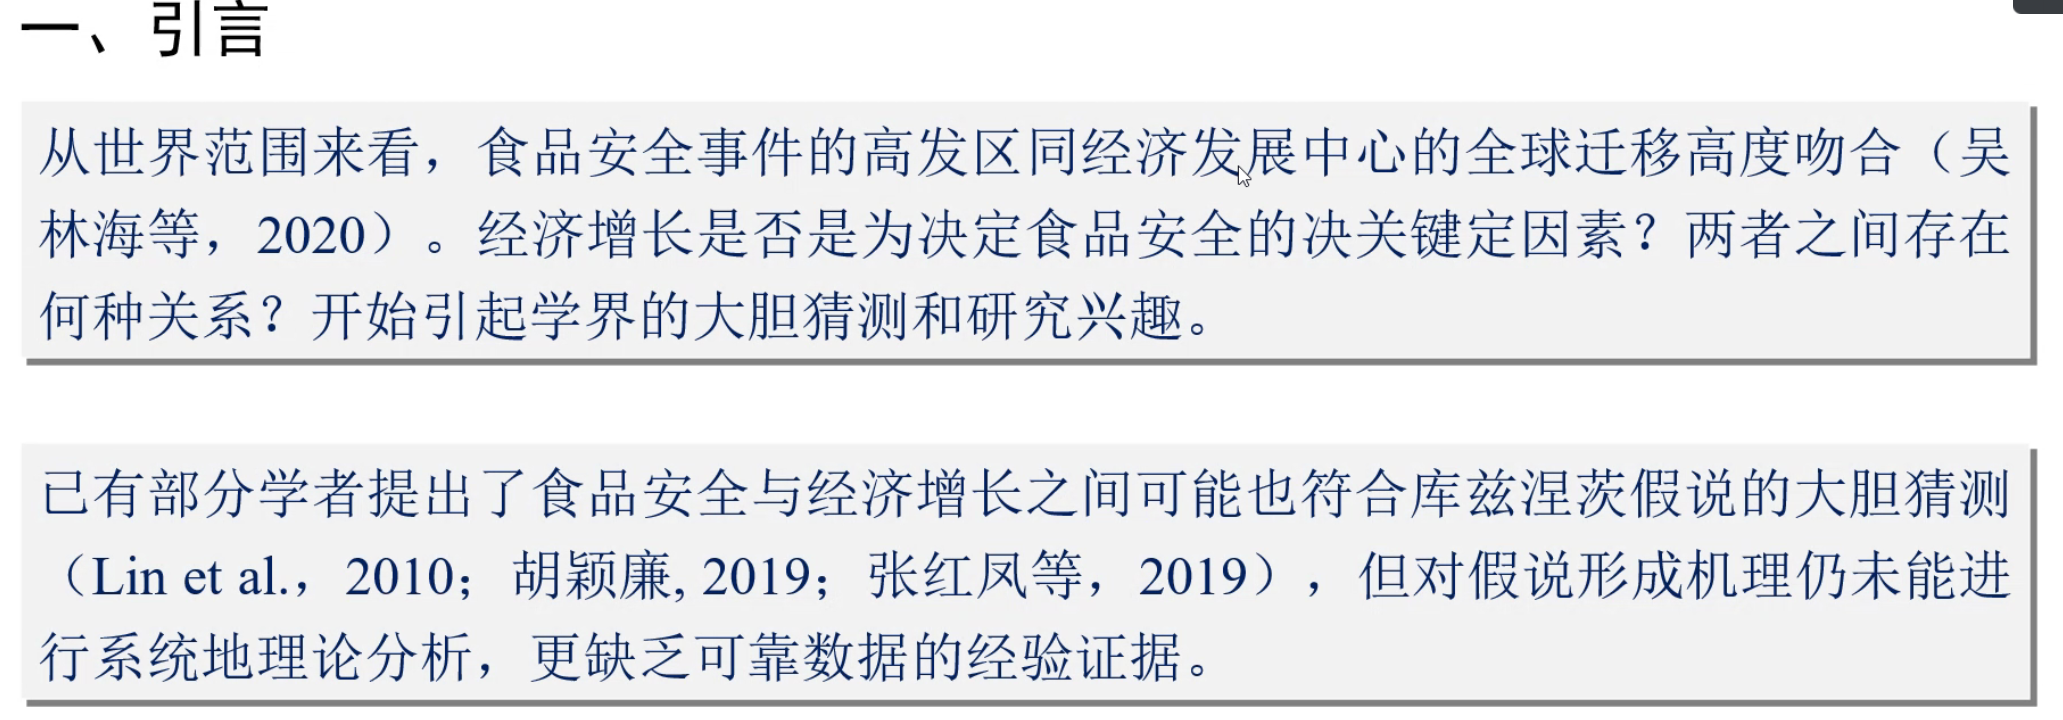 一、引言
从世界范围来看，食品安全事件的高发区同经济发展中心的全球迁移高度吻合（吴
林海等，2020）。经济增长是否是为决定食品安全的决关键定因素？两者之间存在
何种关系？开始引起学界的大胆猜测和研究兴趣。
已有部分学者提出了食品安全与经济增长之间可能也符合库兹涅茨假说的大胆猜测
（Lin et al.，2010；胡颖廉, 2019；张红凤等，2019），但对假说形成机理仍未能进
行系统地理论分析，更缺乏可靠数据的经验证据。